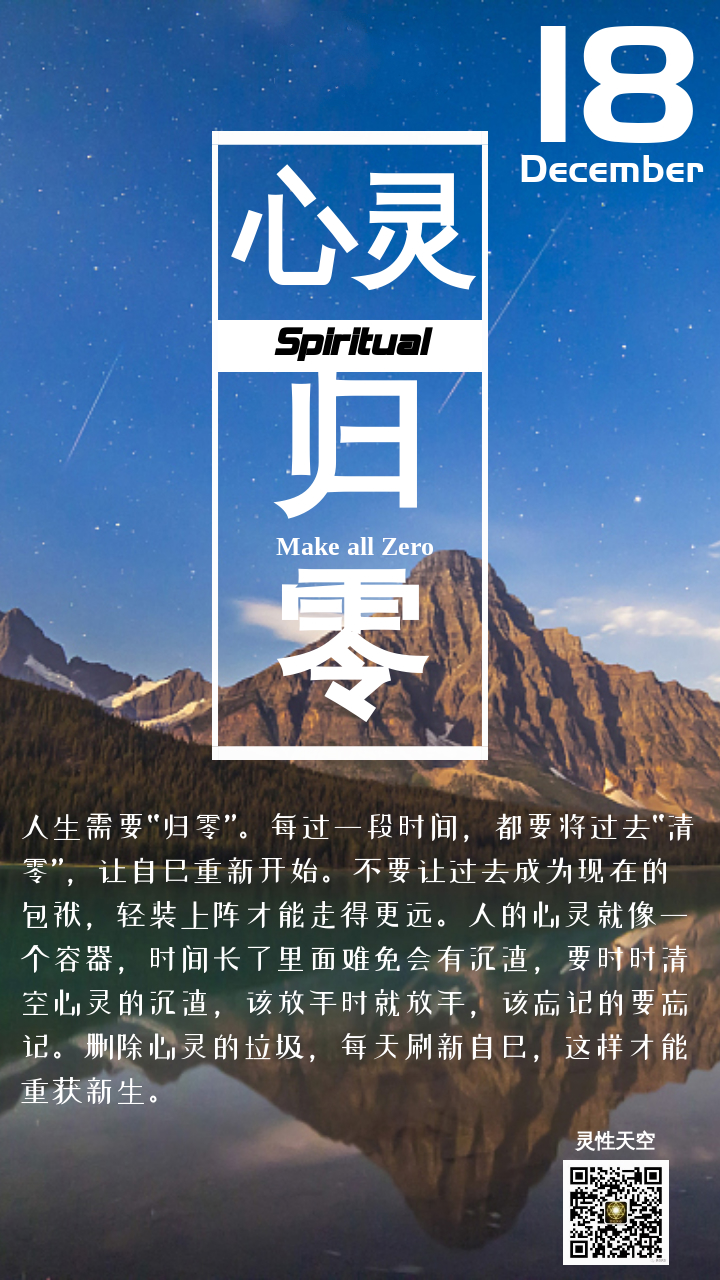 18
December
心灵
Spiritual
归
Make all Zero
零
人生需要“归零”。每过一段时间，都要将过去“清
零”，让自己重新开始。不要让过去成为现在的
包袱，轻装上阵才能走得更远。人的心灵就像一
个容器，时间长了里面难免会有沉渣，要时时清
空心灵的沉渣，该放手时就放手，该忘记的要忘
记。删除心灵的垃圾，每天刷新自己，这样才能
重获新生。
灵性天空